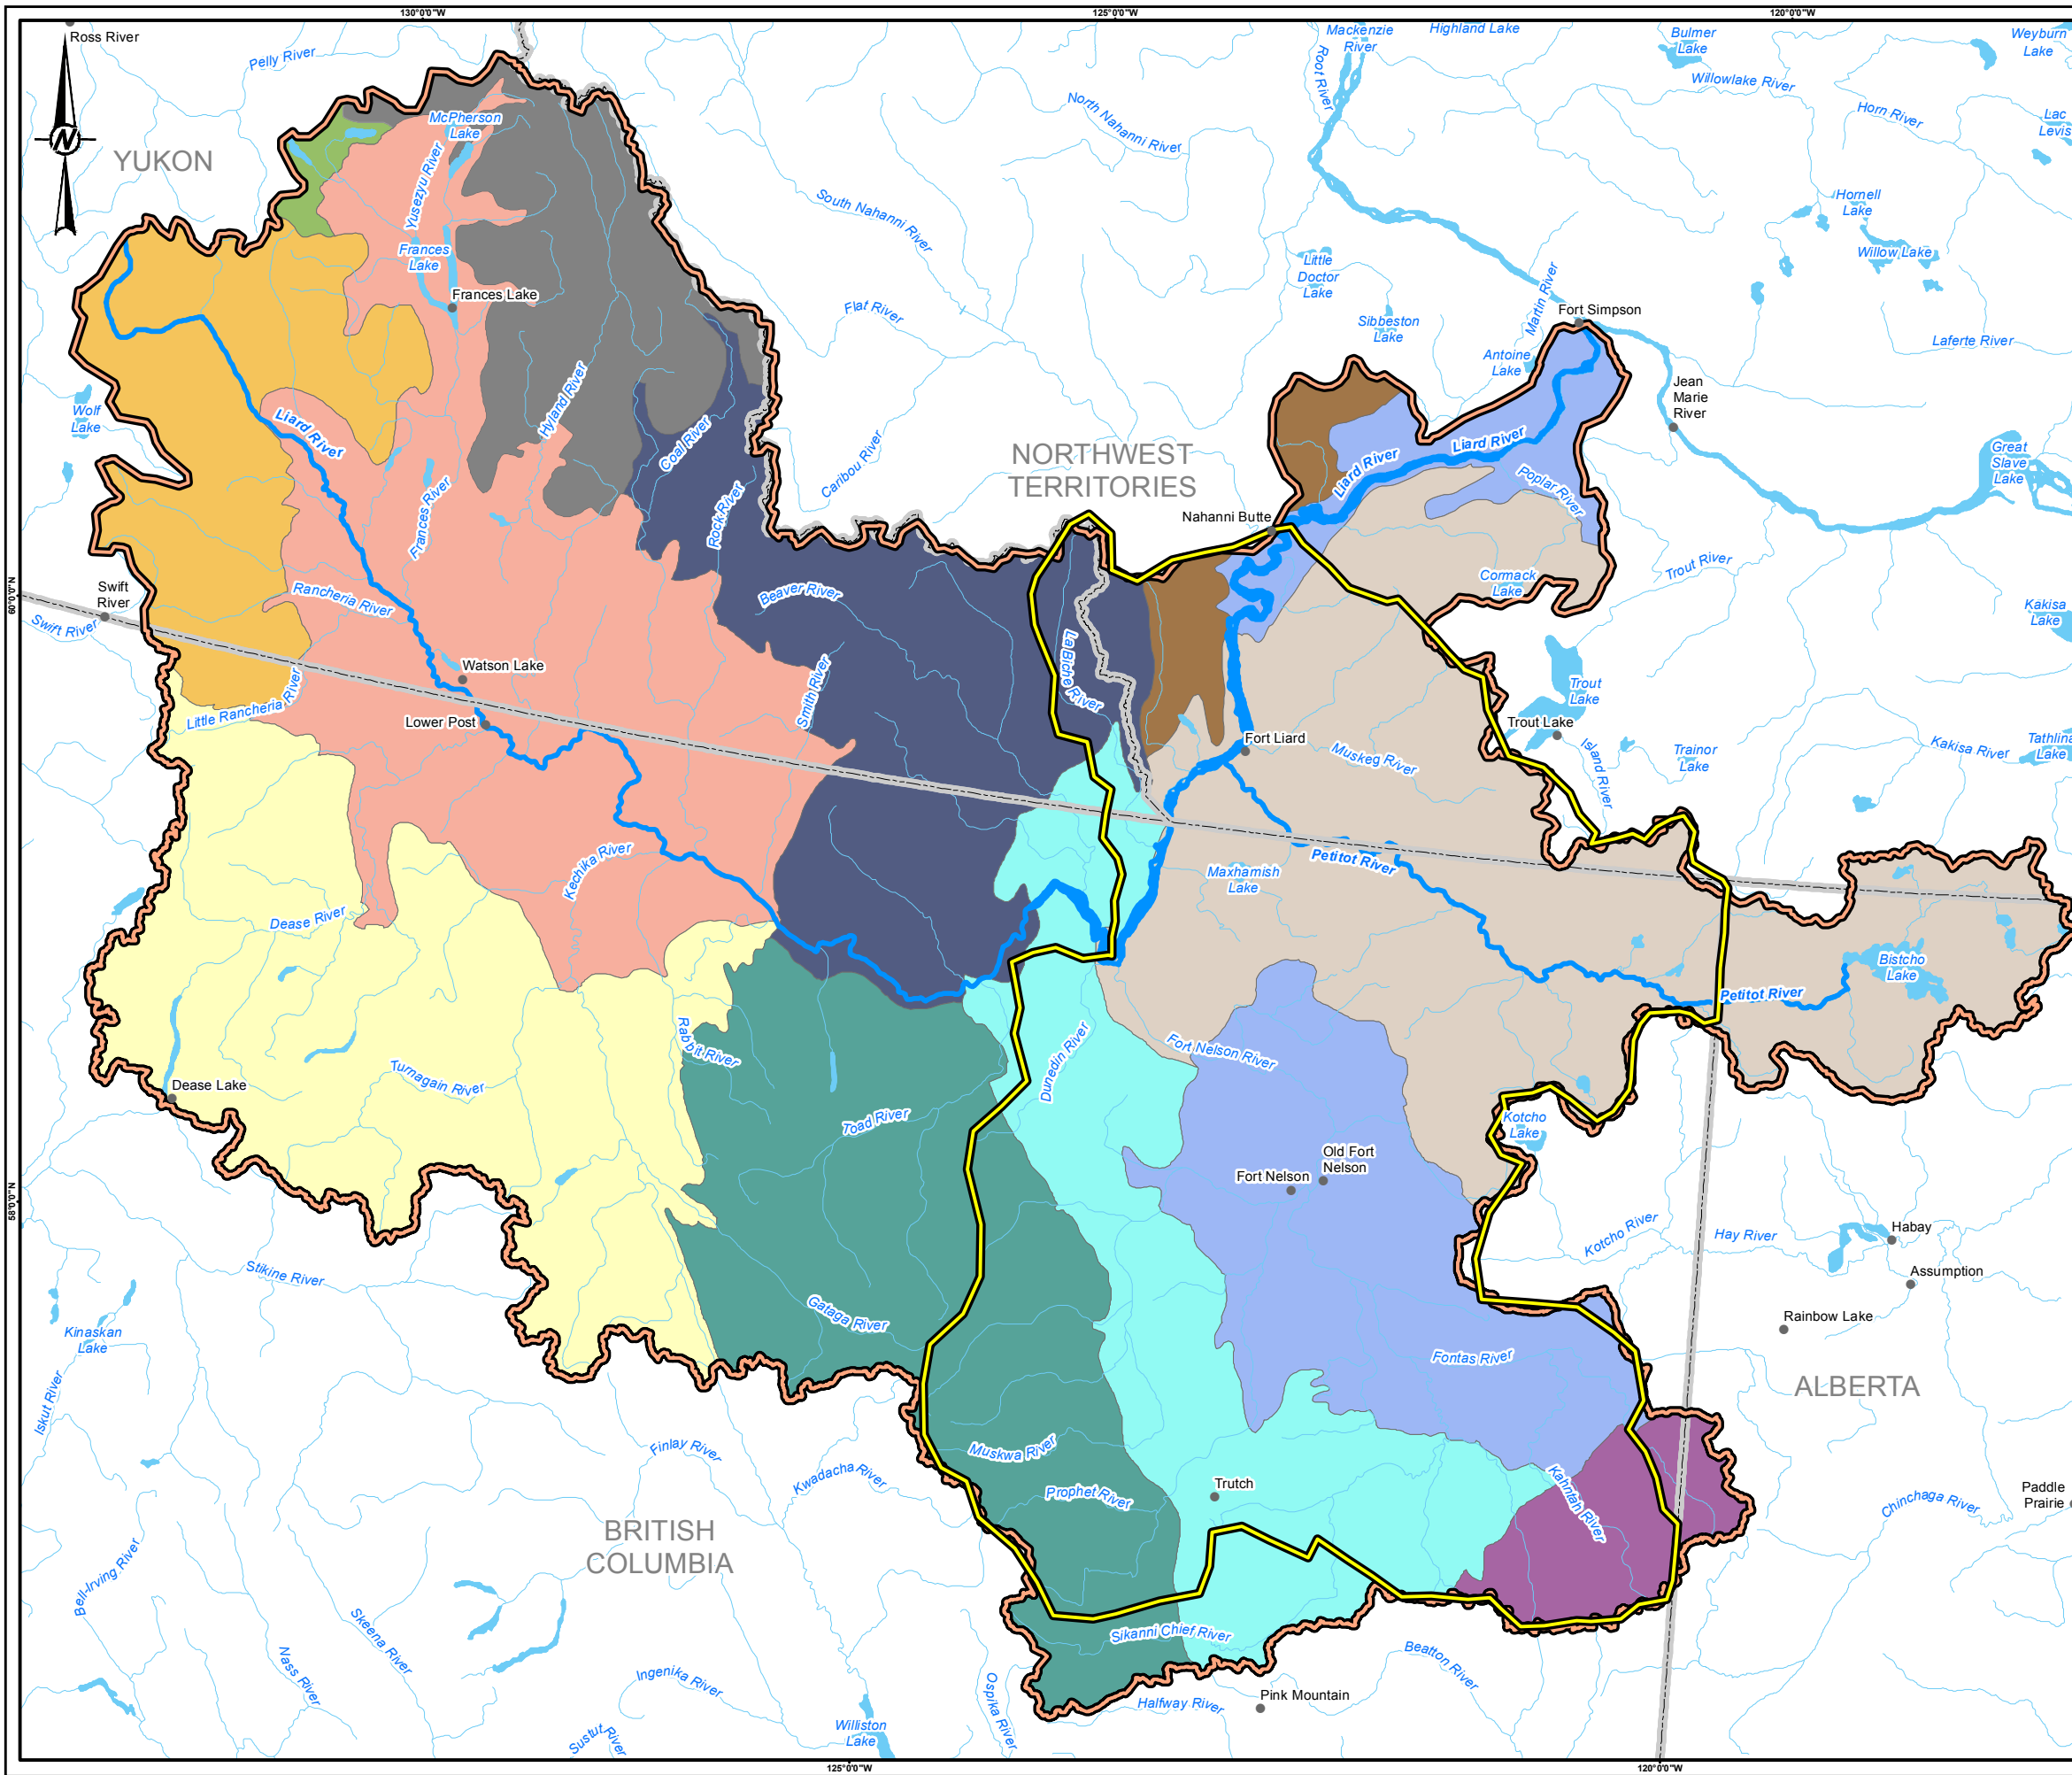 130°0'0"W
125°0'0"W
120°0'0"W
Ross River
Pelly River
Mackenzie
River
Highland Lake
Bulmer
Lake
Weyburn
Lake
Root River
Willowlake River
Horn River
Lac
Levis
North Nahanni River
McPherson
Lake
N
YUKON
Yusezyu River
South Nahanni River
Hornell
Lake
Willow Lake
Frances
Lake
Little
Doctor
Lake
Martin River
Frances Lake
Flat River
Fort Simpson
Sibbeston
Lake
Laferte River
Antoine
Lake
Jean
Marie
River
Wolf
Lake
Liard River
Hyland River
Coal River
NORTHWEST
TERRITORIES
Caribou River
Liard River
Liard River
Poplar River
Great
Slave
Lake
Frances River
Rock River
Nahanni Butte
60°0'0"N
Swift
River
Swift River
Rancheria River
Beaver River
Cormack
Lake
Trout River
Kakisa
Lake
La Biche River
Watson Lake
Smith River
Little Rancheria River
Lower Post
Trout
Lake
Trout Lake
Fort Liard
Muskeg River
Island River
Trainor
Lake
Kakisa River
Tathlina
Lake
Kechika River
Maxhamish
Lake
Petitot River
Dease River
Bistcho
Lake
Petitot River
Rabbit River
Dunedin River
Fort Nelson River
Dease Lake
Turnagain River
Toad River
Kotcho
Lake
Old Fort
Nelson
Fort Nelson
58°0'0"N
Kotcho River
Hay River
Habay
Stikine River
Assumption
Gataga River
Rainbow Lake
Kinaskan
Lake
Fontas River
ALBERTA
Iskut River
Finlay River
Muskwa River
Kwadacha River
Prophet River
Trutch
Kahntah River
Paddle
Prairie
Chinchaga River
BRITISH
COLUMBIA
Bell-Irving River
Skeena River
Sikanni Chief River
Beatton River
Nass River
Ingenika River
Ospika River
Pink Mountain
Halfway River
Sustut River
Williston
Lake
125°0'0"W
120°0'0"W